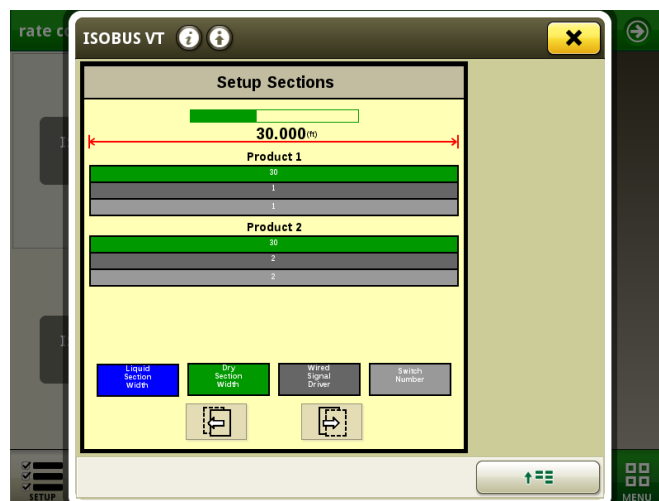 rate co
ISOBUS VT
Setup Sections
30.000(ft)
Product 1
30
1
1
Product 2
30
2
2
Liquid
Section
Width
Dry
Section
Width
Wired
Signal
Driver
Switch
Number
SETUP
MENU